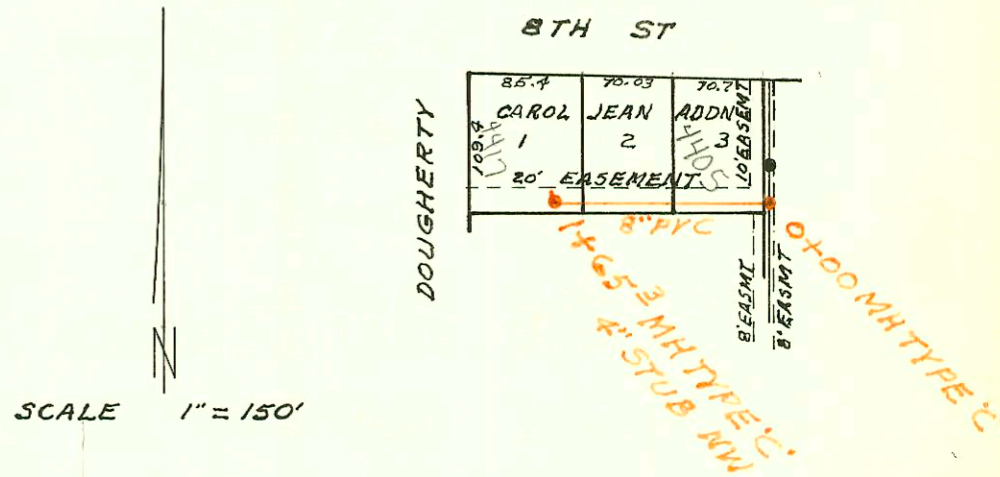 8TH ST
DOUGHERTY
85.4 70.03 70.7
CAROL JEAN ADDN
1 2 3
109.4
4417
4405
10' EASEMT
20' EASEMENT
8" PVC
8' EASMT
8' EASMT
0+00 MH TYPE 'C'
1+65 3 MH TYPE 'C'
4" STUB NW
N
SCALE 1" = 150'